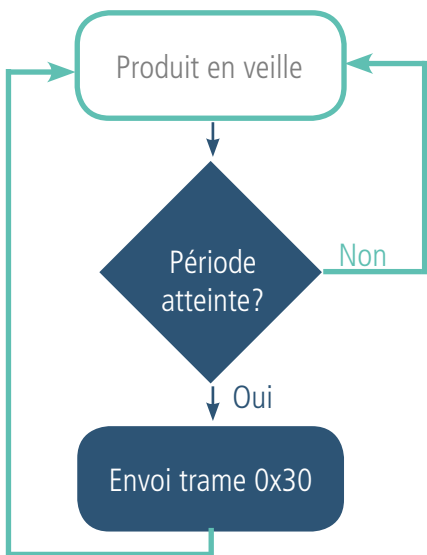 Produit en veille
Période
atteinte?
Non
Oui
Envoi trame 0x30